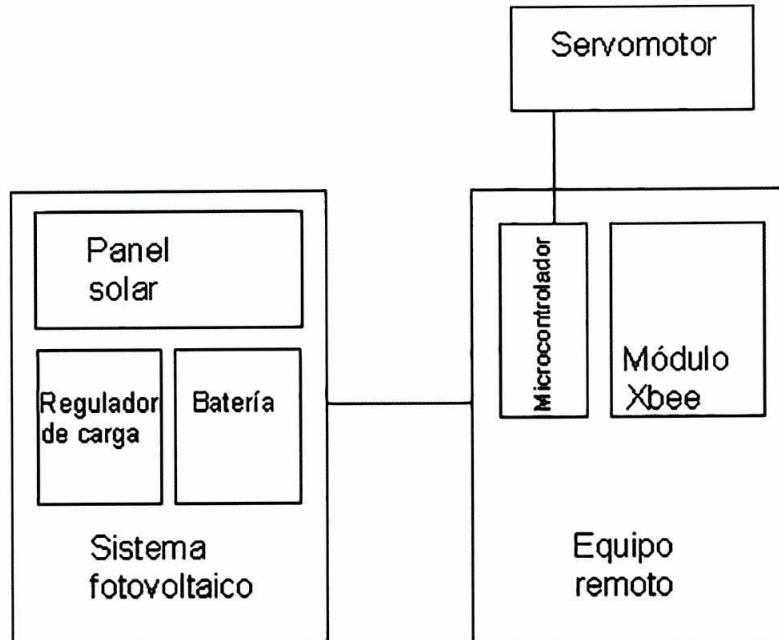 Servomotor
Panel
solar
Regulador
de carga
Batería
Sistema
fotovoltaico
Microcontrolador
Módulo
Xbee
Equipo
remoto